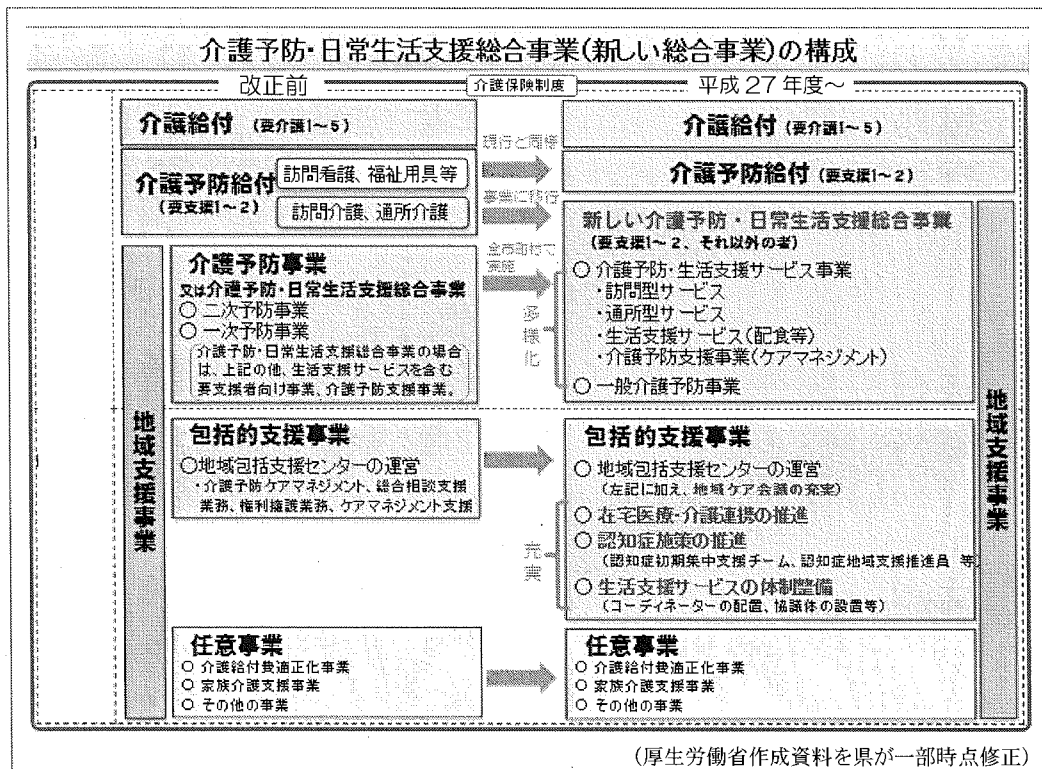 介護予防・日常生活支援総合事業(新しい総合事業)の構成
改正前
介護保険制度
平成27年度～
介護給付 (要介護1～5)
現行と同様
介護給付 (要介護1～5)
介護予防給付
(要支援1～2)
訪問看護、福祉用具等
訪問介護、通所介護
事業に移行
介護予防給付 (要支援1～2)
介護予防事業
又は介護予防・日常生活支援総合事業
○ 二次予防事業
○ 一次予防事業
介護予防・日常生活支援総合事業の場合
は、上記の他、生活支援サービスを含む
要支援者向け事業、介護予防支援事業。
全市町村で
実施
多様化
新しい介護予防・日常生活支援総合事業
(要支援1～2、それ以外の者)
○ 介護予防・生活支援サービス事業
・訪問型サービス
・通所型サービス
・生活支援サービス(配食等)
・介護予防支援事業(ケアマネジメント)
○ 一般介護予防事業
地域支援事業
包括的支援事業
○地域包括支援センターの運営
・介護予防ケアマネジメント、総合相談支援
業務、権利擁護業務、ケアマネジメント支援
充実
包括的支援事業
○ 地域包括支援センターの運営
(左記に加え、地域ケア会議の充実)
○ 在宅医療・介護連携の推進
○ 認知症施策の推進
(認知症初期集中支援チーム、認知症地域支援推進員 等)
○ 生活支援サービスの体制整備
(コーディネーターの配置、協議体の設置等)
地域支援事業
任意事業
○ 介護給付費適正化事業
○ 家族介護支援事業
○ その他の事業
任意事業
○ 介護給付費適正化事業
○ 家族介護支援事業
○ その他の事業
(厚生労働省作成資料を県が一部時点修正)